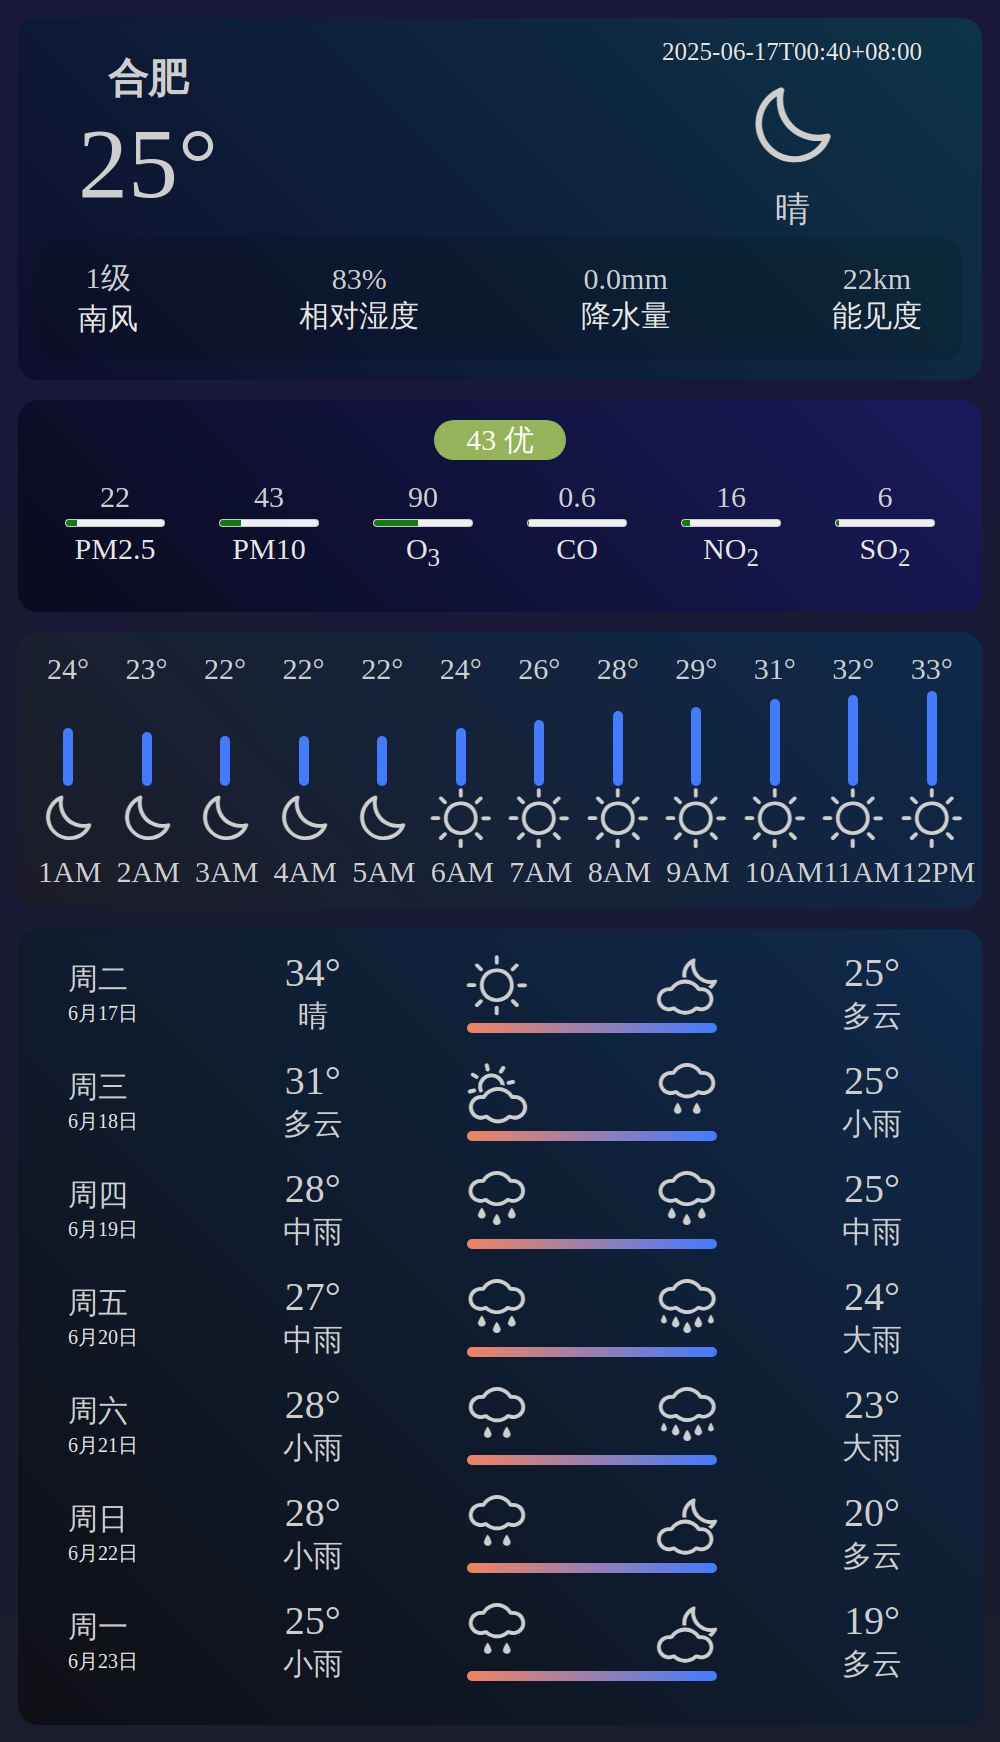 合肥
25°
2025-06-17T00:40+08:00
晴
1级 83% 0.0mm 22km
南风 相对湿度 降水量 能见度
43 优
22 43 90 0.6 16 6
PM2.5 PM10 O3 CO NO2 SO2
24° 23° 22° 22° 22° 24° 26° 28° 29° 31° 32° 33°
1AM 2AM 3AM 4AM 5AM 6AM 7AM 8AM 9AM 10AM 11AM 12PM
周二 34° 25°
6月17日 晴 多云
周三 31° 25°
6月18日 多云 小雨
周四 28° 25°
6月19日 中雨 中雨
周五 27° 24°
6月20日 中雨 大雨
周六 28° 23°
6月21日 小雨 大雨
周日 28° 20°
6月22日 小雨 多云
周一 25° 19°
6月23日 小雨 多云